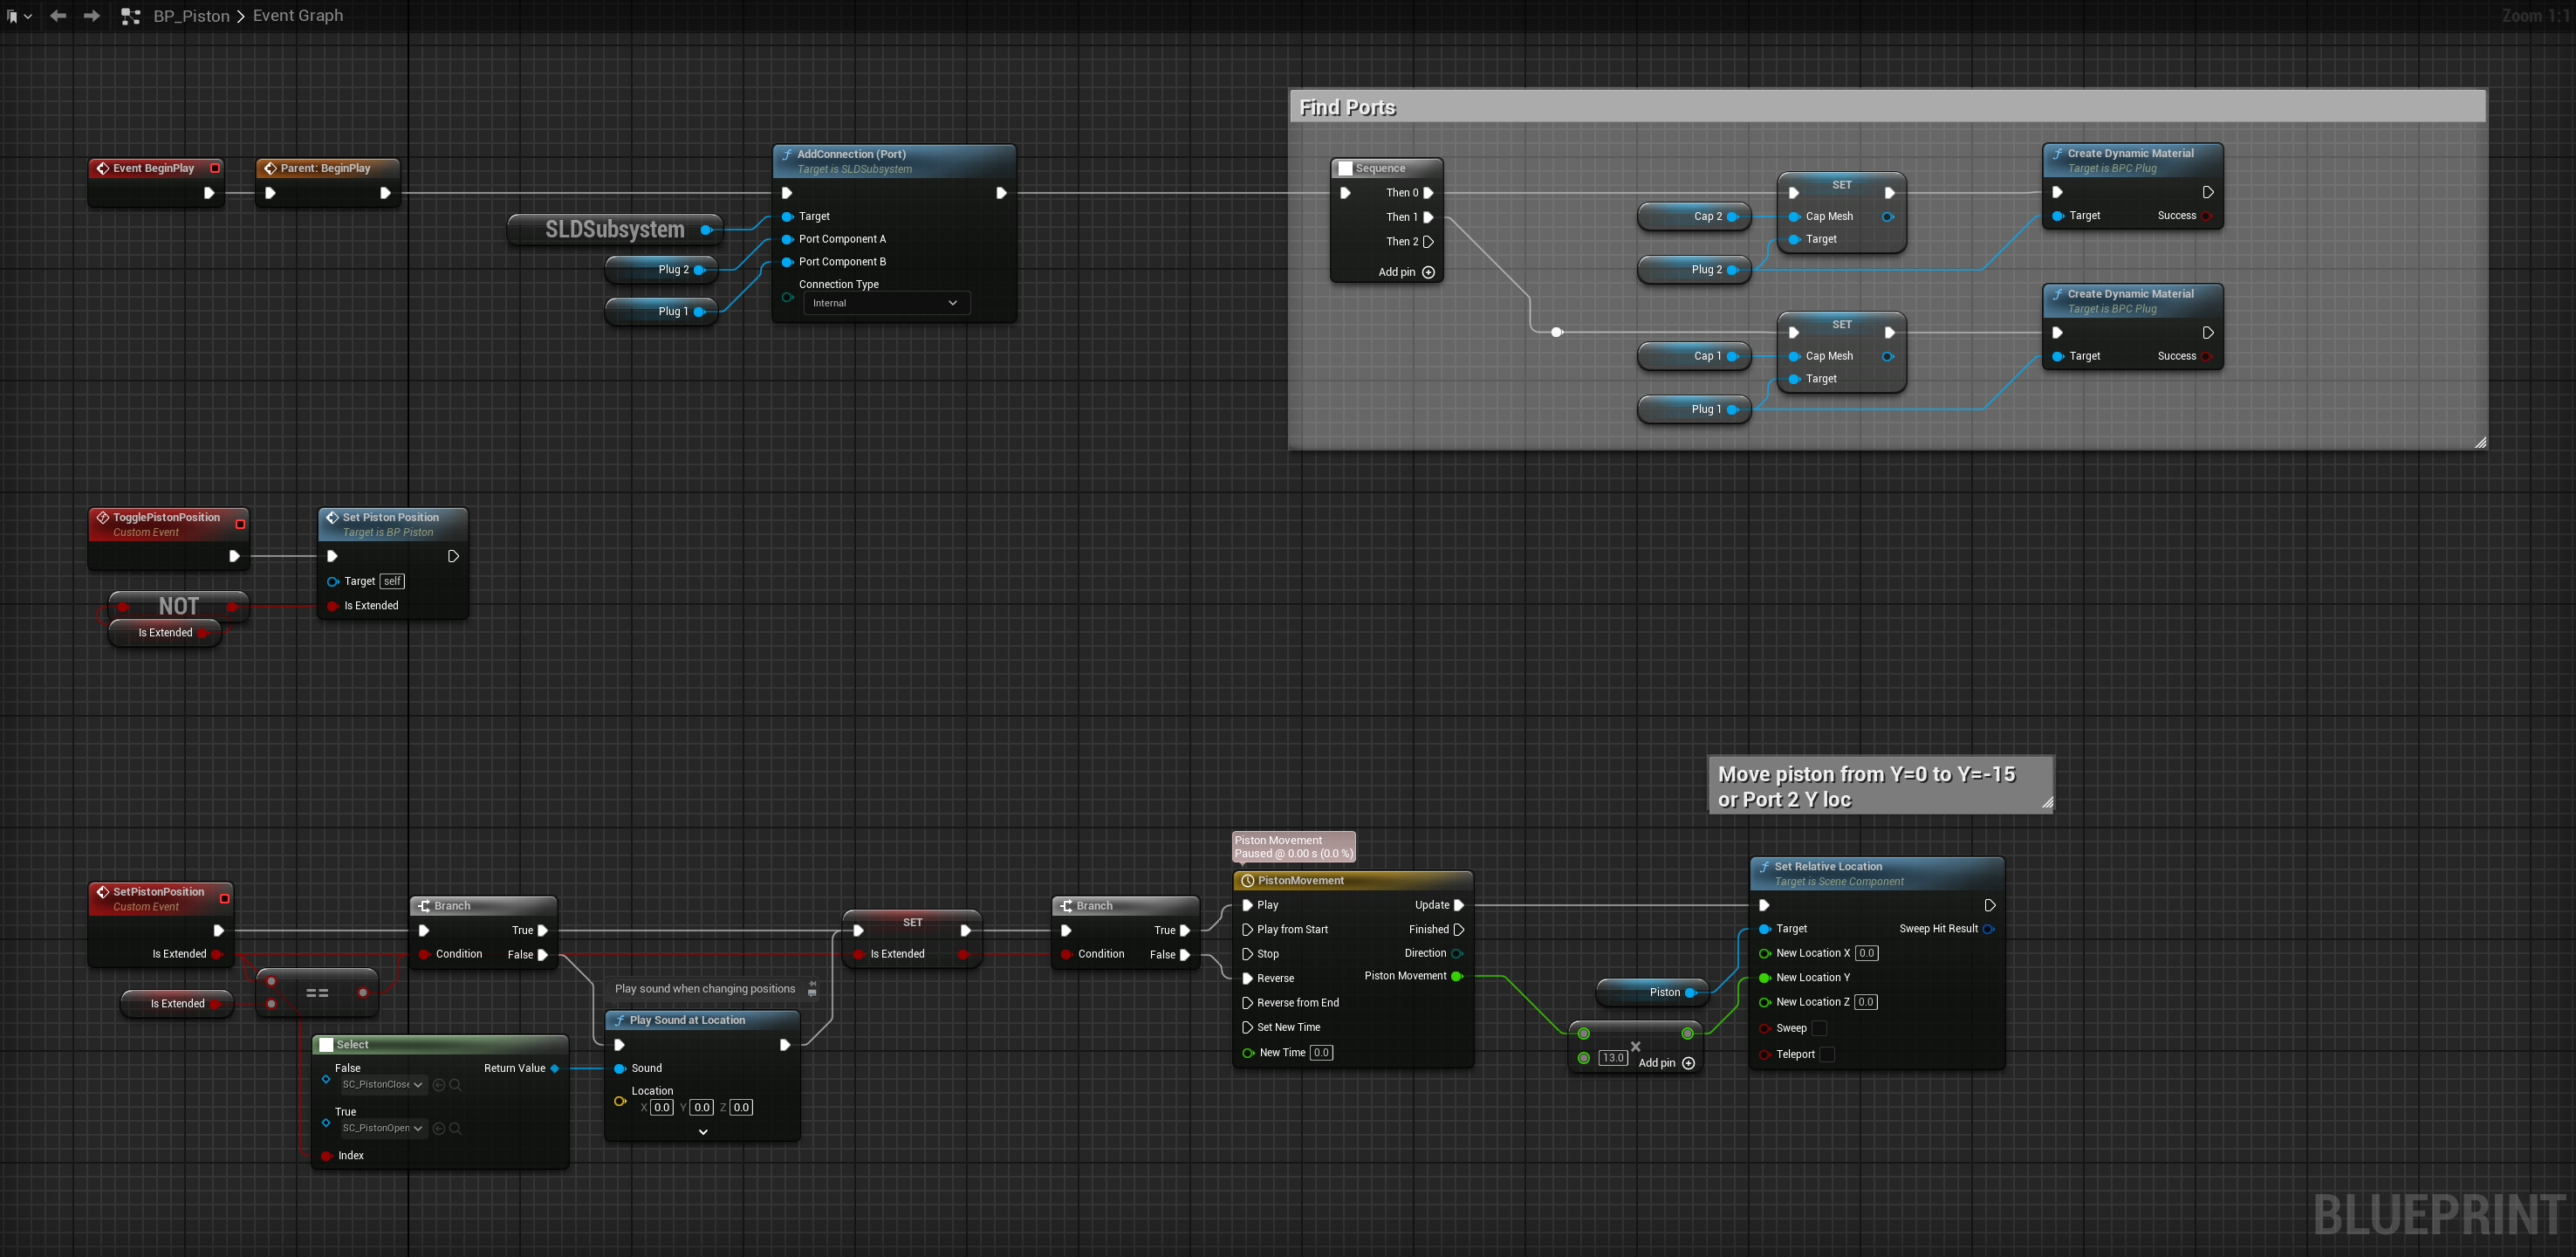 BP_Piston > Event Graph
Zoom 1:1
Find Ports
Event BeginPlay
Parent: BeginPlay
AddConnection (Port)
Target is SLDSubsystem
Target
Port Component A
Port Component B
Connection Type
Internal
SLDSubsystem
Plug 2
Plug 1
Sequence
Then 0
Then 1
Then 2
Add pin
Cap 2
Plug 2
SET
Cap Mesh
Target
Create Dynamic Material
Target is BPC Plug
Target
Success
Cap 1
Plug 1
SET
Cap Mesh
Target
Create Dynamic Material
Target is BPC Plug
Target
Success
TogglePistonPosition
Custom Event
Set Piston Position
Target is BP Piston
Target self
Is Extended
NOT
Is Extended
Move piston from Y=0 to Y=-15
or Port 2 Y loc
SetPistonPosition
Custom Event
Is Extended
Is Extended
==
Branch
True
Condition
False
Select
False
Return Value
SC_PistonClose
True
SC_PistonOpen
Index
Play sound when changing positions
Play Sound at Location
Sound
Location
X 0.0 Y 0.0 Z 0.0
SET
Is Extended
Branch
True
Condition
False
Piston Movement
Paused @ 0.00 s (0.0 %)
PistonMovement
Play
Update
Play from Start
Finished
Stop
Direction
Reverse
Piston Movement
Reverse from End
Set New Time
New Time 0.0
Piston
×
13.0
Add pin
Set Relative Location
Target is Scene Component
Target
Sweep Hit Result
New Location X 0.0
New Location Y
New Location Z 0.0
Sweep
Teleport
BLUEPRINT